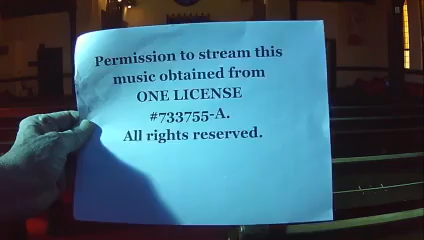 Permission to stream this
music obtained from
ONE LICENSE
#733755-A.
All rights reserved.